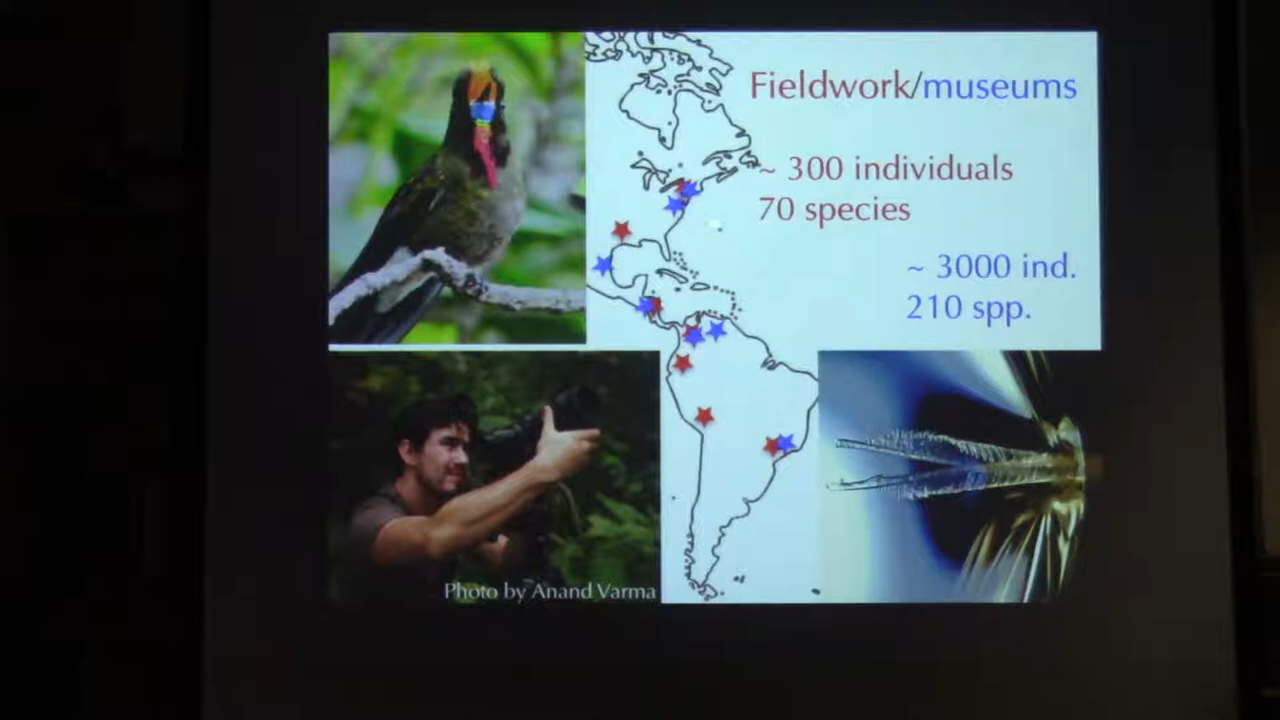 Fieldwork/museums
~ 300 individuals
70 species
~ 3000 ind.
210 spp.
Photo by Anand Varma